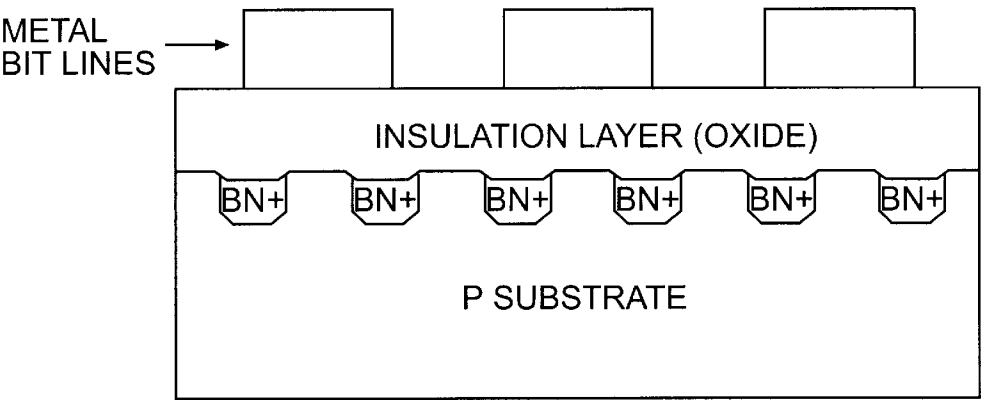 METAL
BIT LINES
INSULATION LAYER (OXIDE)
BN+ BN+ BN+ BN+ BN+ BN+
P SUBSTRATE